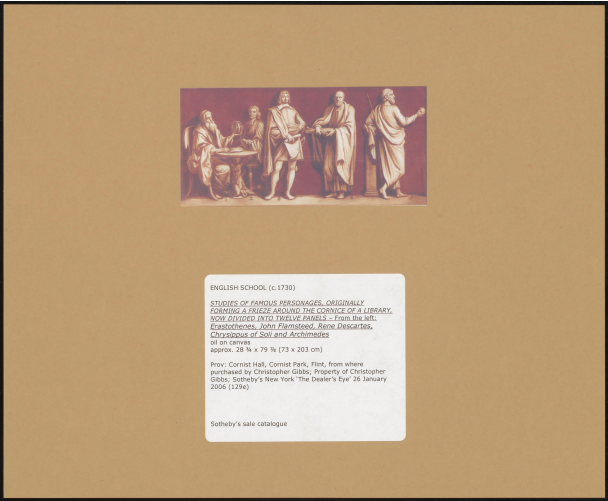 ENGLISH SCHOOL (c.1730)
STUDIES OF FAMOUS PERSONAGES, ORIGINALLY
FORMING A FRIEZE AROUND THE CORNICE OF A LIBRARY,
NOW DIVIDED INTO TWELVE PANELS – From the left:
Erastothenes, John Flamsteed, Rene Descartes,
Chrysippus of Soli and Archimedes
oil on canvas
approx. 28 ¾ x 79 ⅞ (73 x 203 cm)
Prov: Cornist Hall, Cornist Park, Flint, from where
purchased by Christopher Gibbs; Property of Christopher
Gibbs; Sotheby's New York 'The Dealer's Eye' 26 January
2006 (129e)
Sotheby's sale catalogue